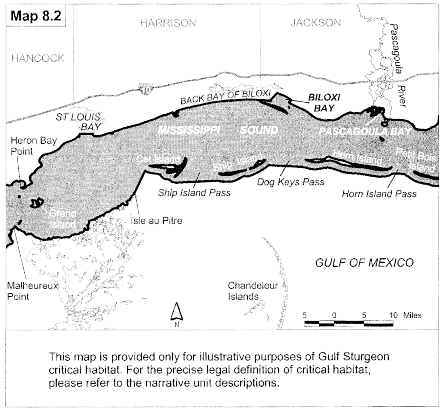 Map 8.2
HARRISON
JACKSON
HANCOCK
Pascagoula
River
10
BACK BAY OF BILOXI
BILOXI
BAY
ST LOUIS
BAY
MISSISSIPPI SOUND
PASCAGOULA BAY
Heron Bay
Point
Ship Island
Horn Island
Petit Bois
Dog Keys Pass
Ship Island Pass
Horn Island Pass
Grand
Isle au Pitre
GULF OF MEXICO
Malheureux
Point
Chandeleur
Islands
N
5 0 5 10 Miles
This map is provided only for illustrative purposes of Gulf Sturgeon
critical habitat. For the precise legal definition of critical habitat,
please refer to the narrative unit descriptions.